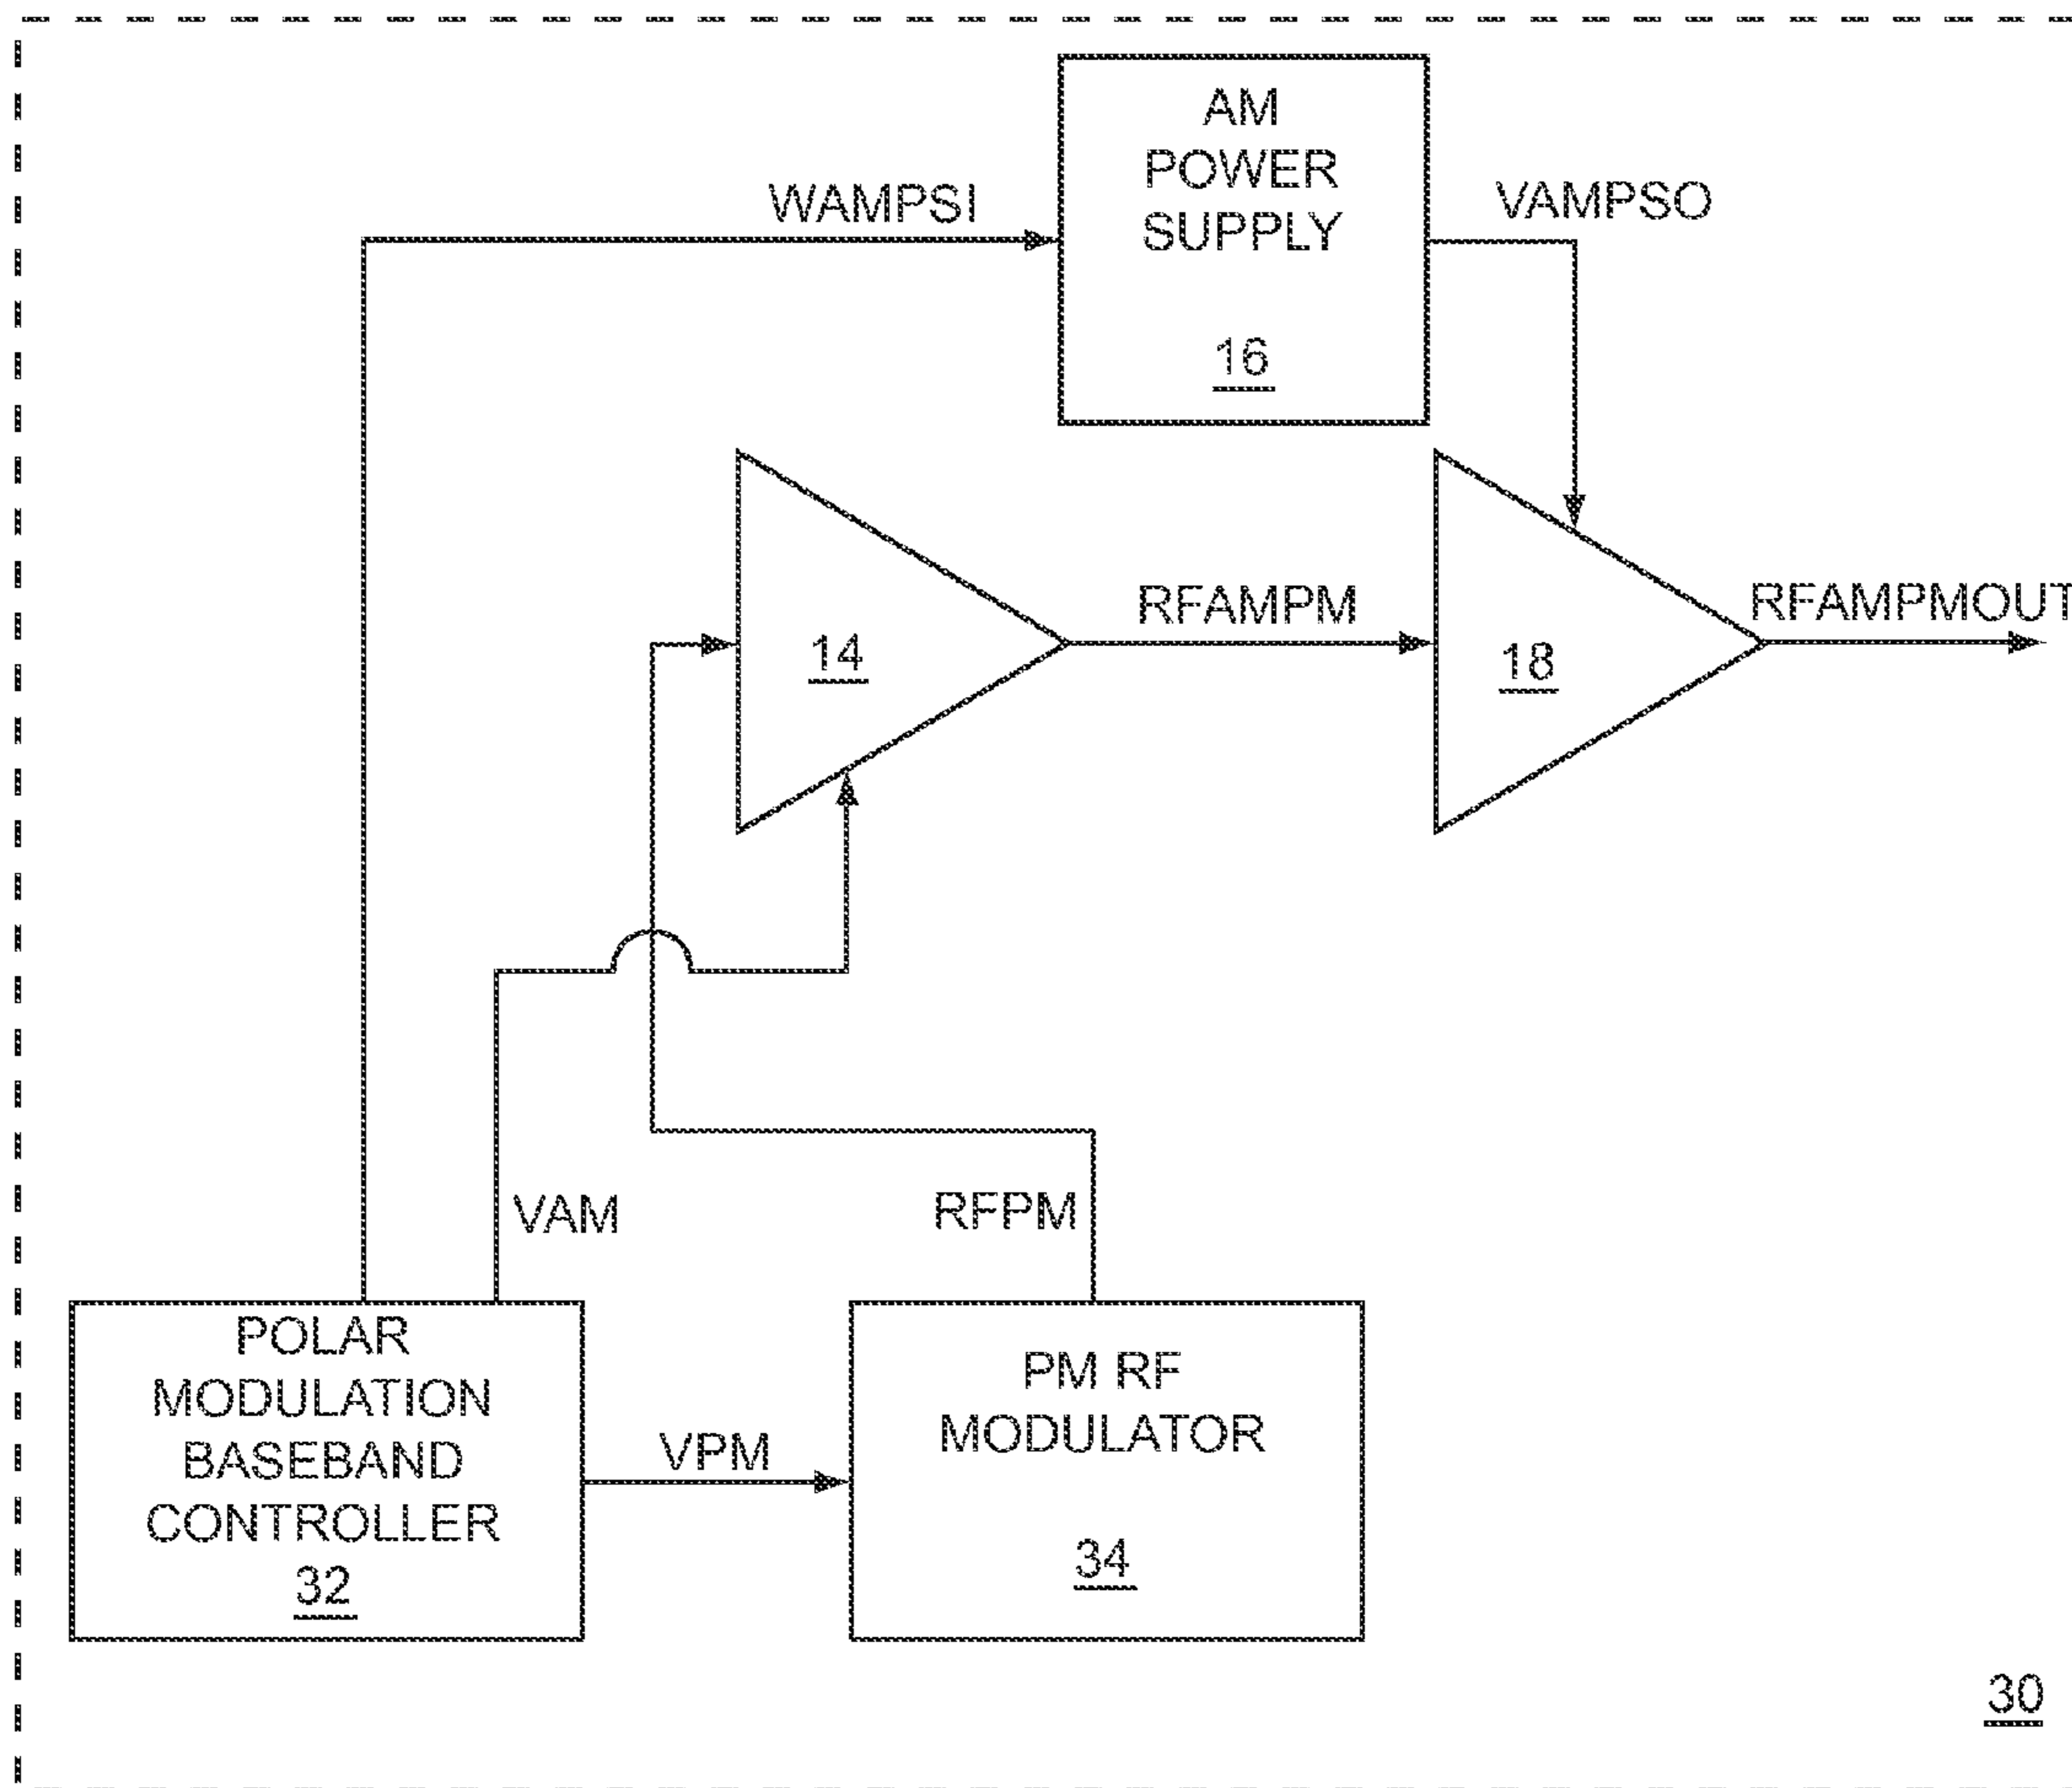 AM
POWER
SUPPLY
16
WAMPSI
VAMPSO
14
RFAMPM
18
RFAMPMOUT
VAM
RFPM
POLAR
MODULATION
BASEBAND
CONTROLLER
32
VPM
PM RF
MODULATOR
34
30